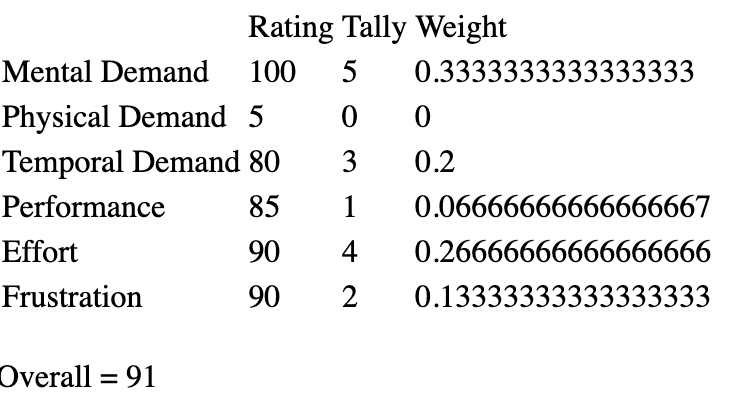 Rating Tally Weight
Mental Demand 100 5 0.3333333333333333
Physical Demand 5 0 0
Temporal Demand 80 3 0.2
Performance 85 1 0.06666666666666667
Effort 90 4 0.26666666666666666
Frustration 90 2 0.13333333333333333
Overall = 91